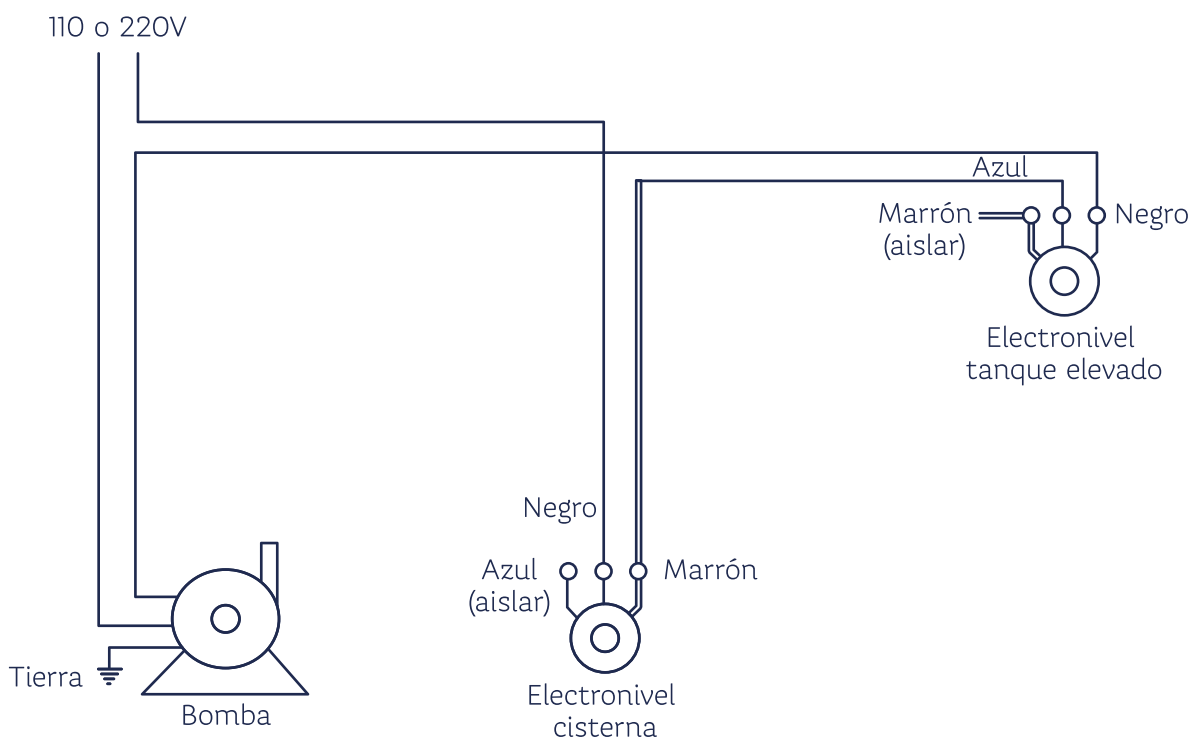 110 o 220V
Azul
Marrón
(aislar)
Negro
Electronivel
tanque elevado
Negro
Azul
(aislar)
Marrón
Tierra
Bomba
Electronivel
cisterna